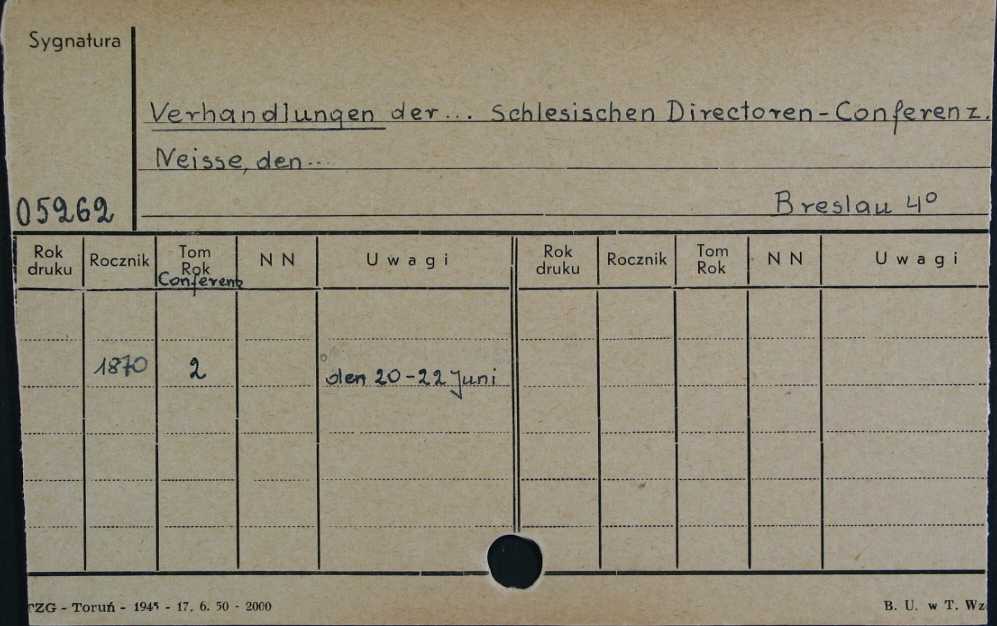 Sygnatura
Verhandlungen der... Schlesischen Directoren-Conferenz.
Neisse, den...
05262
Breslau 4°
Rok druku Rocznik Tom Rok Conferenz N N U w a g i Rok druku Rocznik Tom Rok N N U w a g i
1870 2 den 20-22 Juni
TZG - Toruń - 1945 - 17. 6. 50 - 2000 B. U. w T. Wz